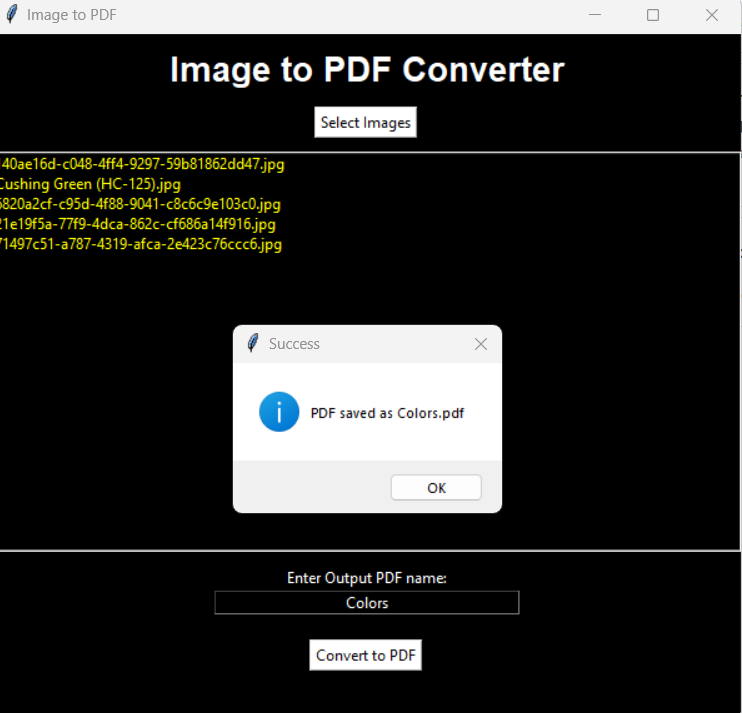 Image to PDF
Image to PDF Converter
Select Images
40ae16d-c048-4ff4-9297-59b81862dd47.jpg
Cushing Green (HC-125).jpg
6820a2cf-c95d-4f88-9041-c8c6c9e103c0.jpg
21e19f5a-77f9-4dca-862c-cf686a14f916.jpg
71497c51-a787-4319-afca-2e423c76ccc6.jpg
Success
PDF saved as Colors.pdf
OK
Enter Output PDF name:
Colors
Convert to PDF